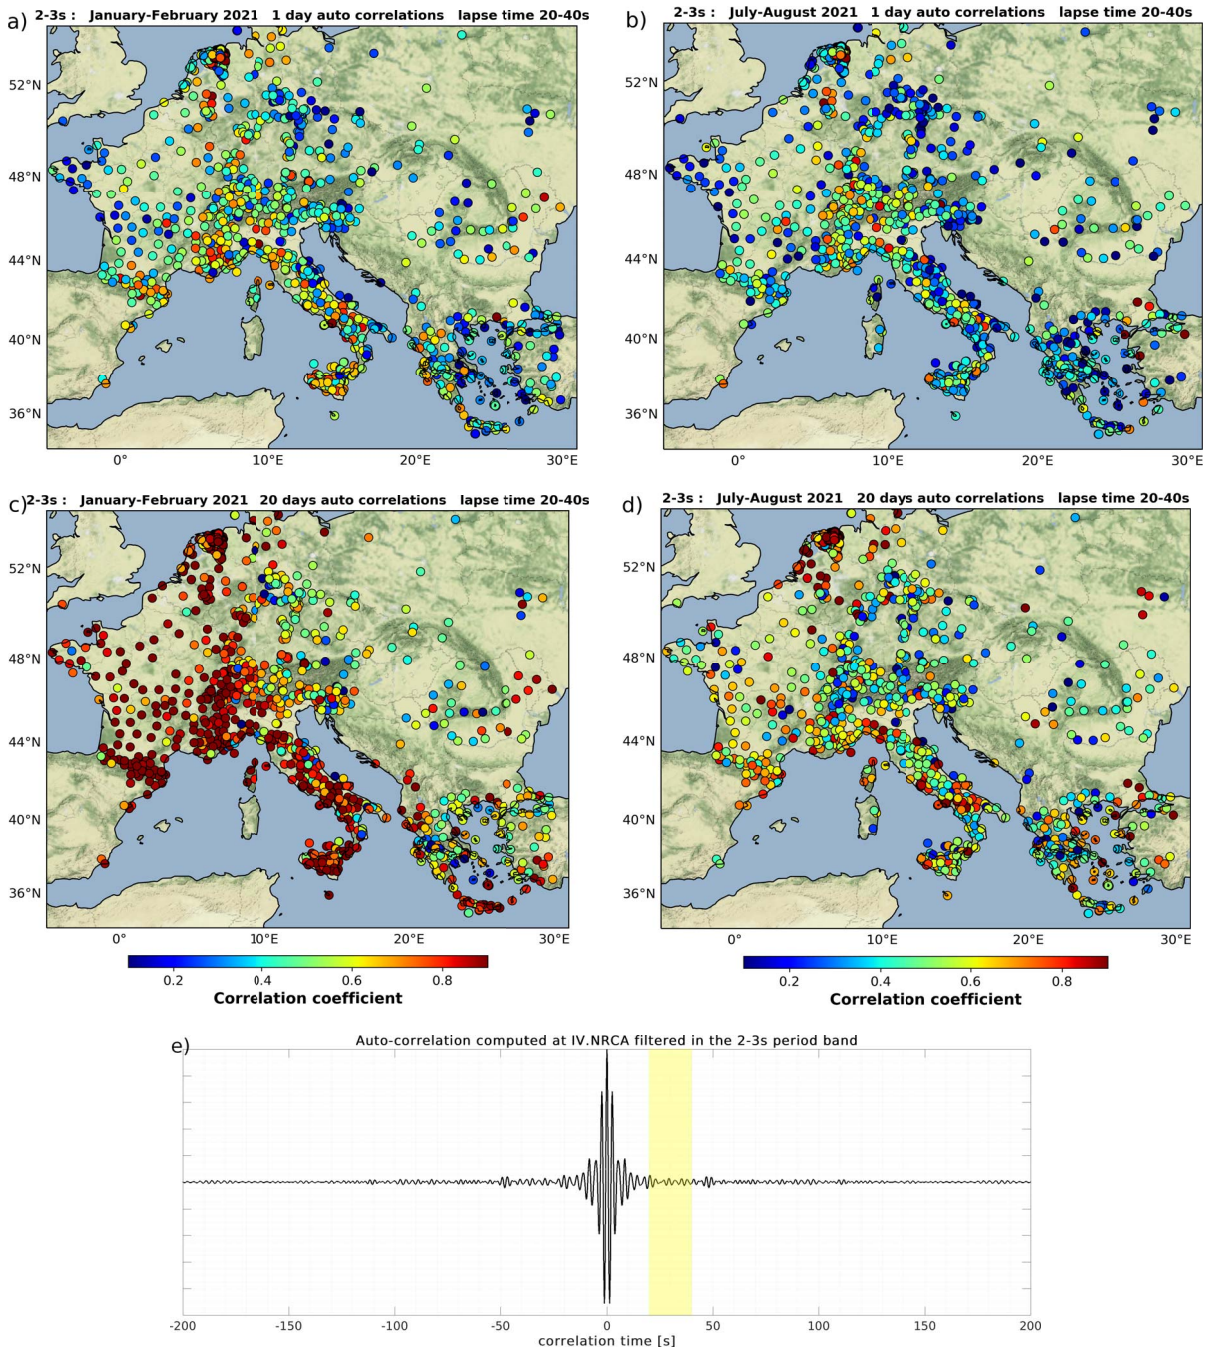 a) 2-3s : January-February 2021 1 day auto correlations lapse time 20-40s
b) 2-3s : July-August 2021 1 day auto correlations lapse time 20-40s
52°N
48°N
44°N
40°N
36°N
0° 10°E 20°E 30°E
52°N
48°N
44°N
40°N
36°N
0° 10°E 20°E 30°E
c) 2-3s : January-February 2021 20 days auto correlations lapse time 20-40s
d) 2-3s : July-August 2021 20 days auto correlations lapse time 20-40s
52°N
48°N
44°N
40°N
36°N
0° 10°E 20°E 30°E
52°N
48°N
44°N
40°N
36°N
0° 10°E 20°E 30°E
0.2 0.4 0.6 0.8
Correlation coefficient
0.2 0.4 0.6 0.8
Correlation coefficient
e) Auto-correlation computed at IV.NRCA filtered in the 2-3s period band
-200 -150 -100 -50 0 50 100 150 200
correlation time [s]